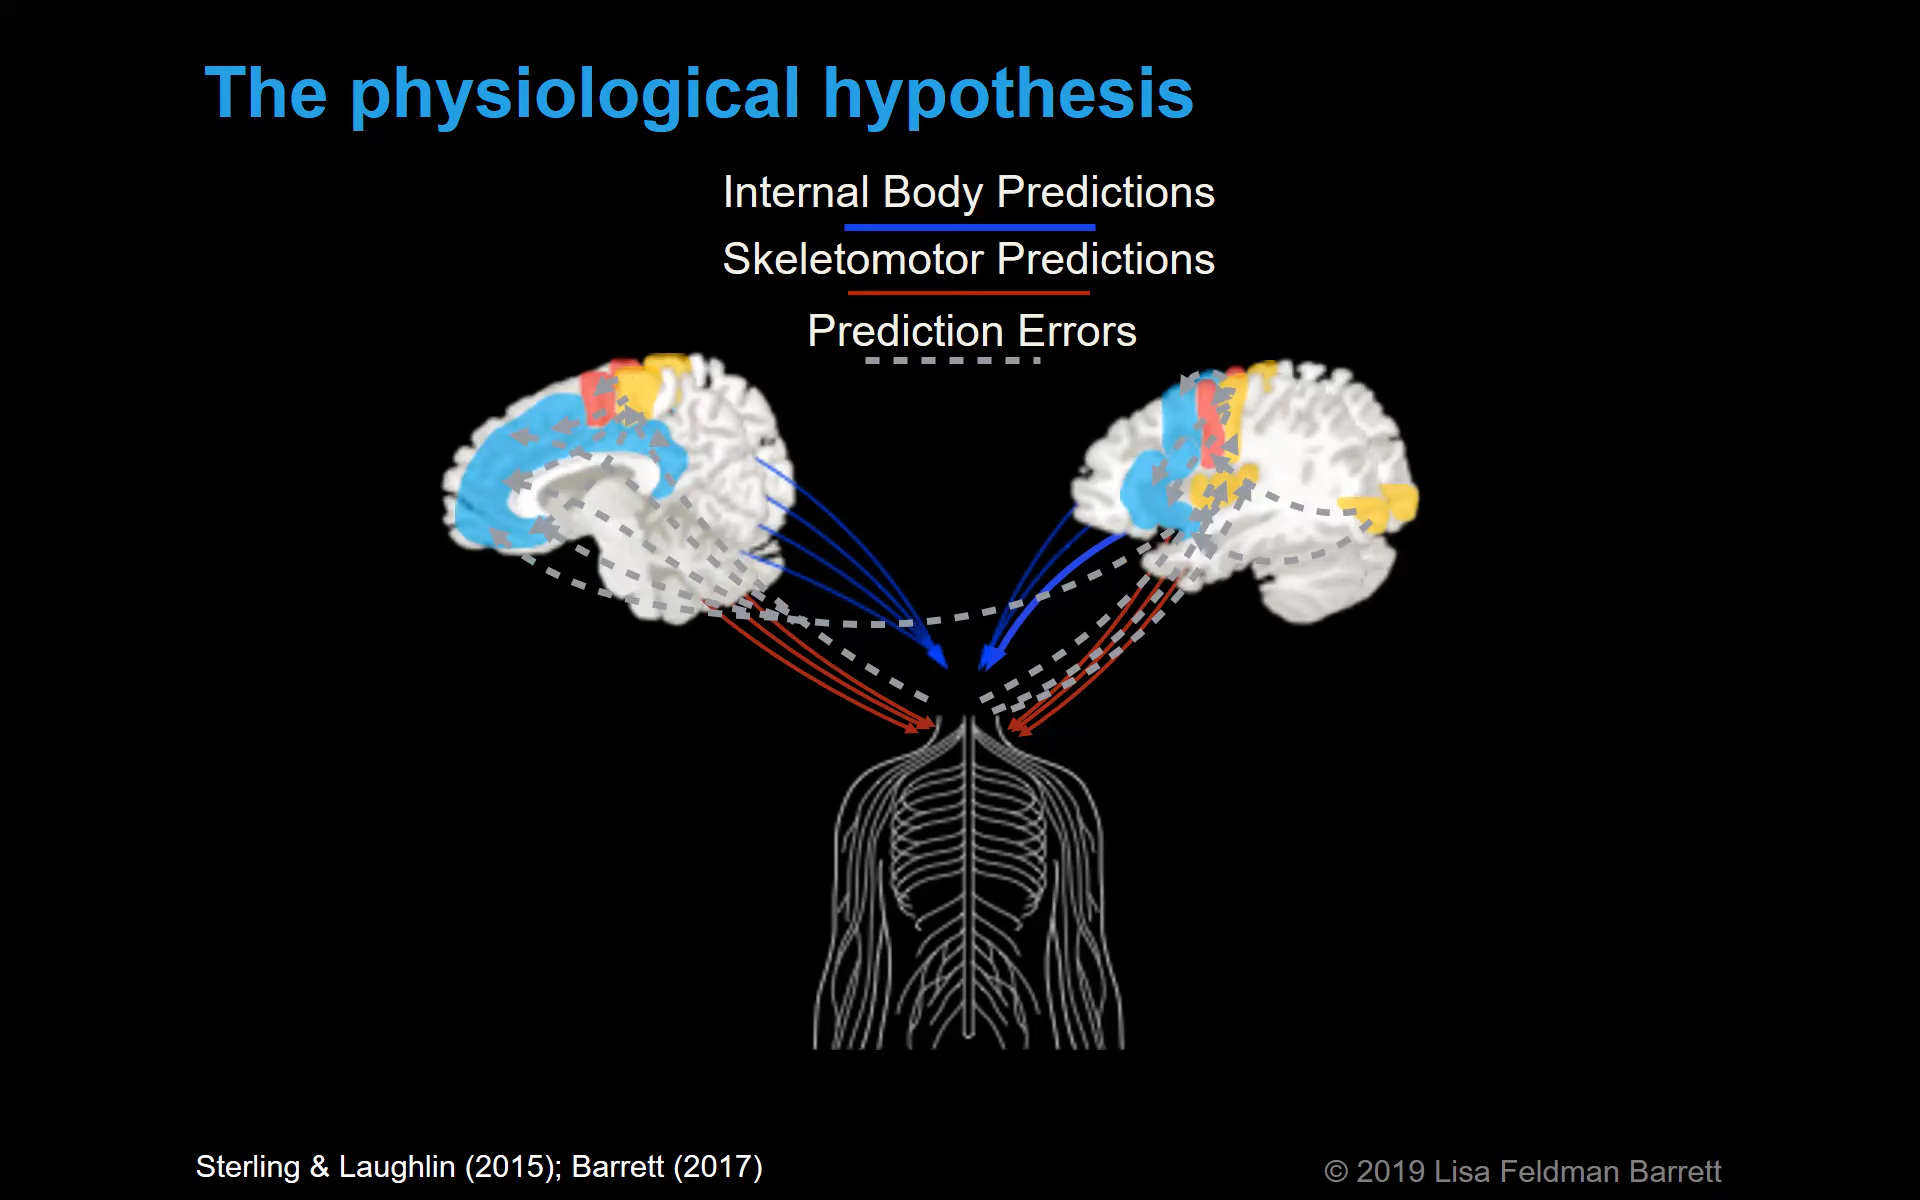 The physiological hypothesis
Internal Body Predictions
Skeletomotor Predictions
Prediction Errors
Sterling & Laughlin (2015); Barrett (2017)
© 2019 Lisa Feldman Barrett